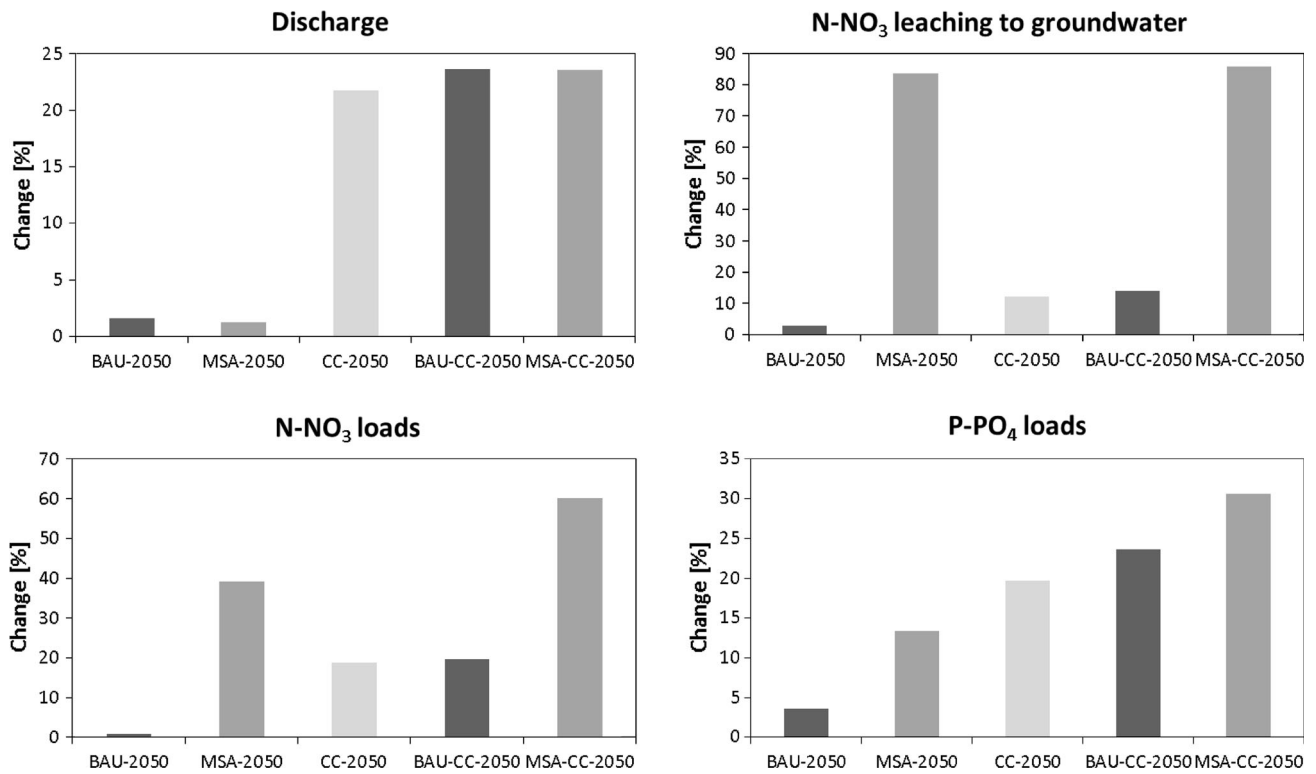 Discharge
Change [%]
25
20
15
10
5
0
BAU-2050 MSA-2050 CC-2050 BAU-CC-2050 MSA-CC-2050
N-NO₃ leaching to groundwater
Change [%]
90
80
70
60
50
40
30
20
10
0
BAU-2050 MSA-2050 CC-2050 BAU-CC-2050 MSA-CC-2050
N-NO₃ loads
Change [%]
70
60
50
40
30
20
10
0
BAU-2050 MSA-2050 CC-2050 BAU-CC-2050 MSA-CC-2050
P-PO₄ loads
Change [%]
35
30
25
20
15
10
5
0
BAU-2050 MSA-2050 CC-2050 BAU-CC-2050 MSA-CC-2050